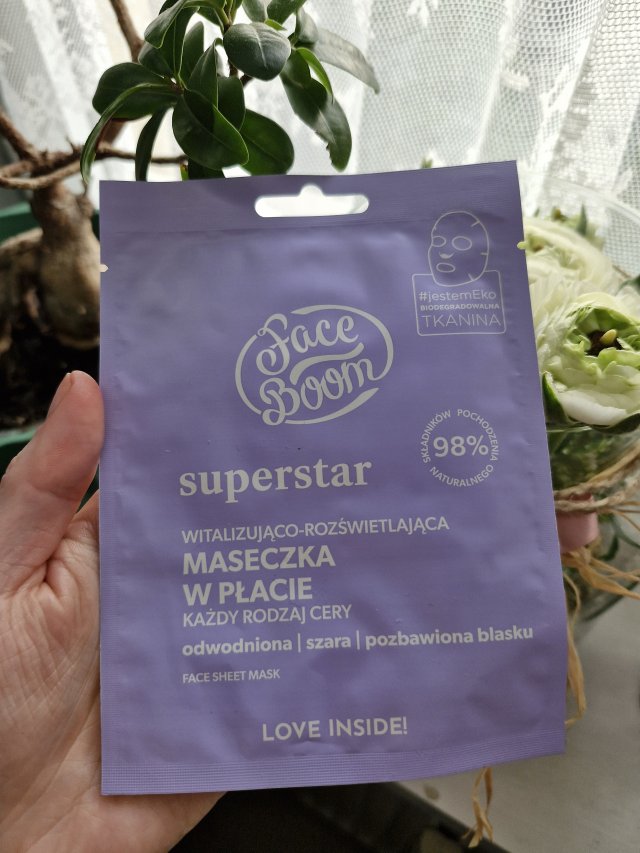 #jestemEko
BIODEGRADOWALNA
TKANINA
Face
Boom
SKŁADNIKÓW POCHODZENIA
NATURALNEGO
98%
superstar
WITALIZUJĄCO-ROZŚWIETLAJĄCA
MASECZKA
W PŁACIE
KAŻDY RODZAJ CERY
odwodniona | szara | pozbawiona blasku
FACE SHEET MASK
LOVE INSIDE!